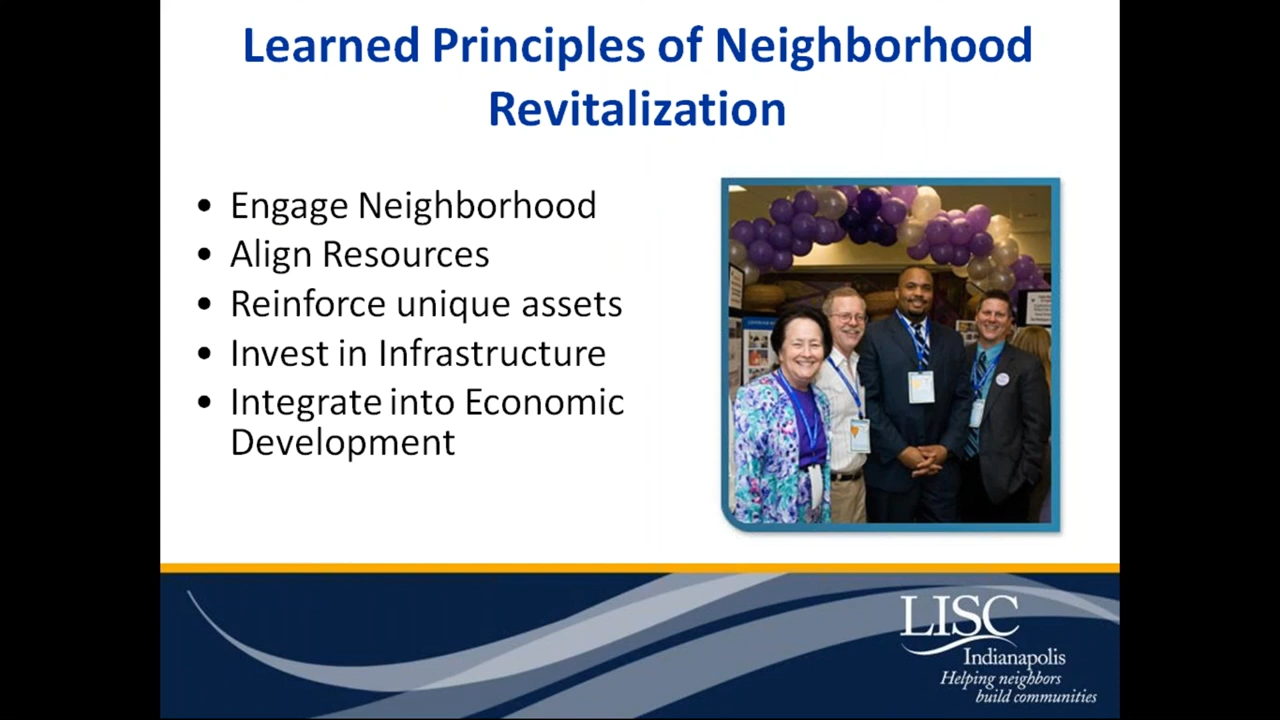 Learned Principles of Neighborhood
Revitalization
• Engage Neighborhood
• Align Resources
• Reinforce unique assets
• Invest in Infrastructure
• Integrate into Economic
Development
LISC
Indianapolis
Helping neighbors
build communities